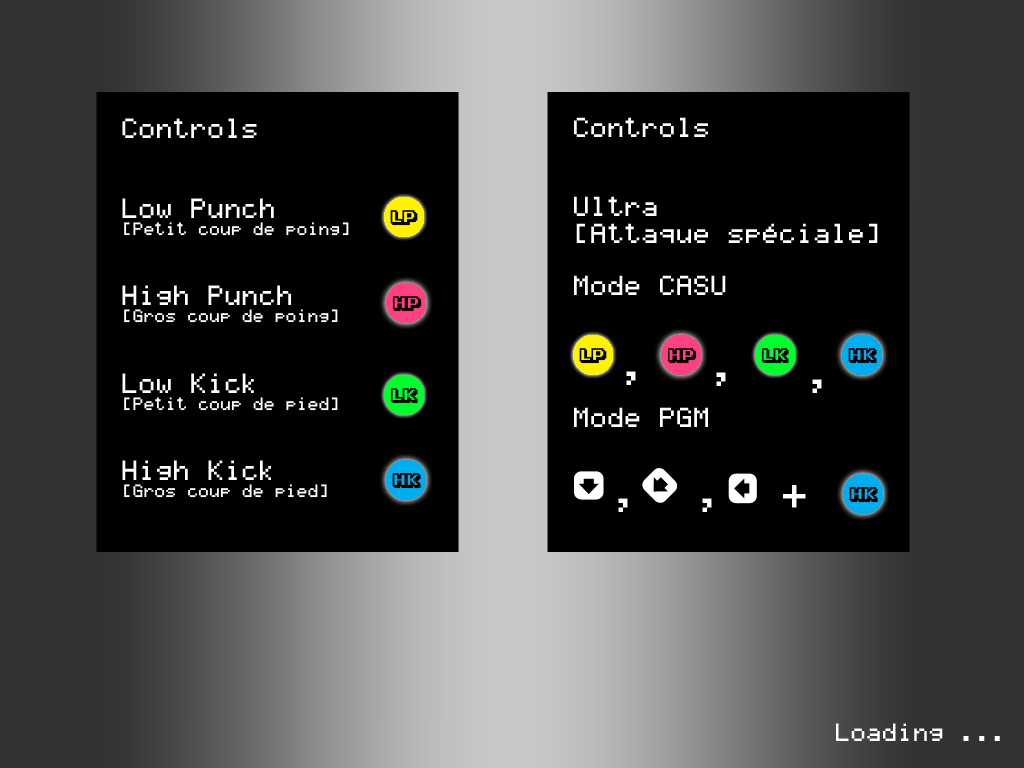 Controls
Low Punch
[Petit coup de poing]
LP
High Punch
[Gros coup de poing]
HP
Low Kick
[Petit coup de pied]
LK
High Kick
[Gros coup de pied]
HK
Controls
Ultra
[Attaque spéciale]
Mode CASU
LP , HP , LK , HK
Mode PGM
, , + HK
Loading ...